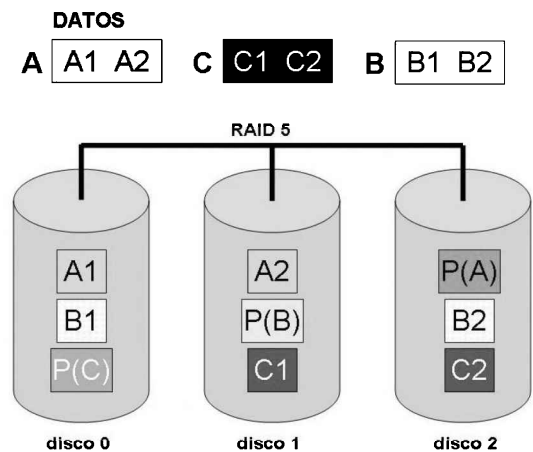 DATOS
A A1 A2 C C1 C2 B B1 B2
RAID 5
A1 A2 P(A)
B1 P(B) B2
P(C) C1 C2
disco 0 disco 1 disco 2